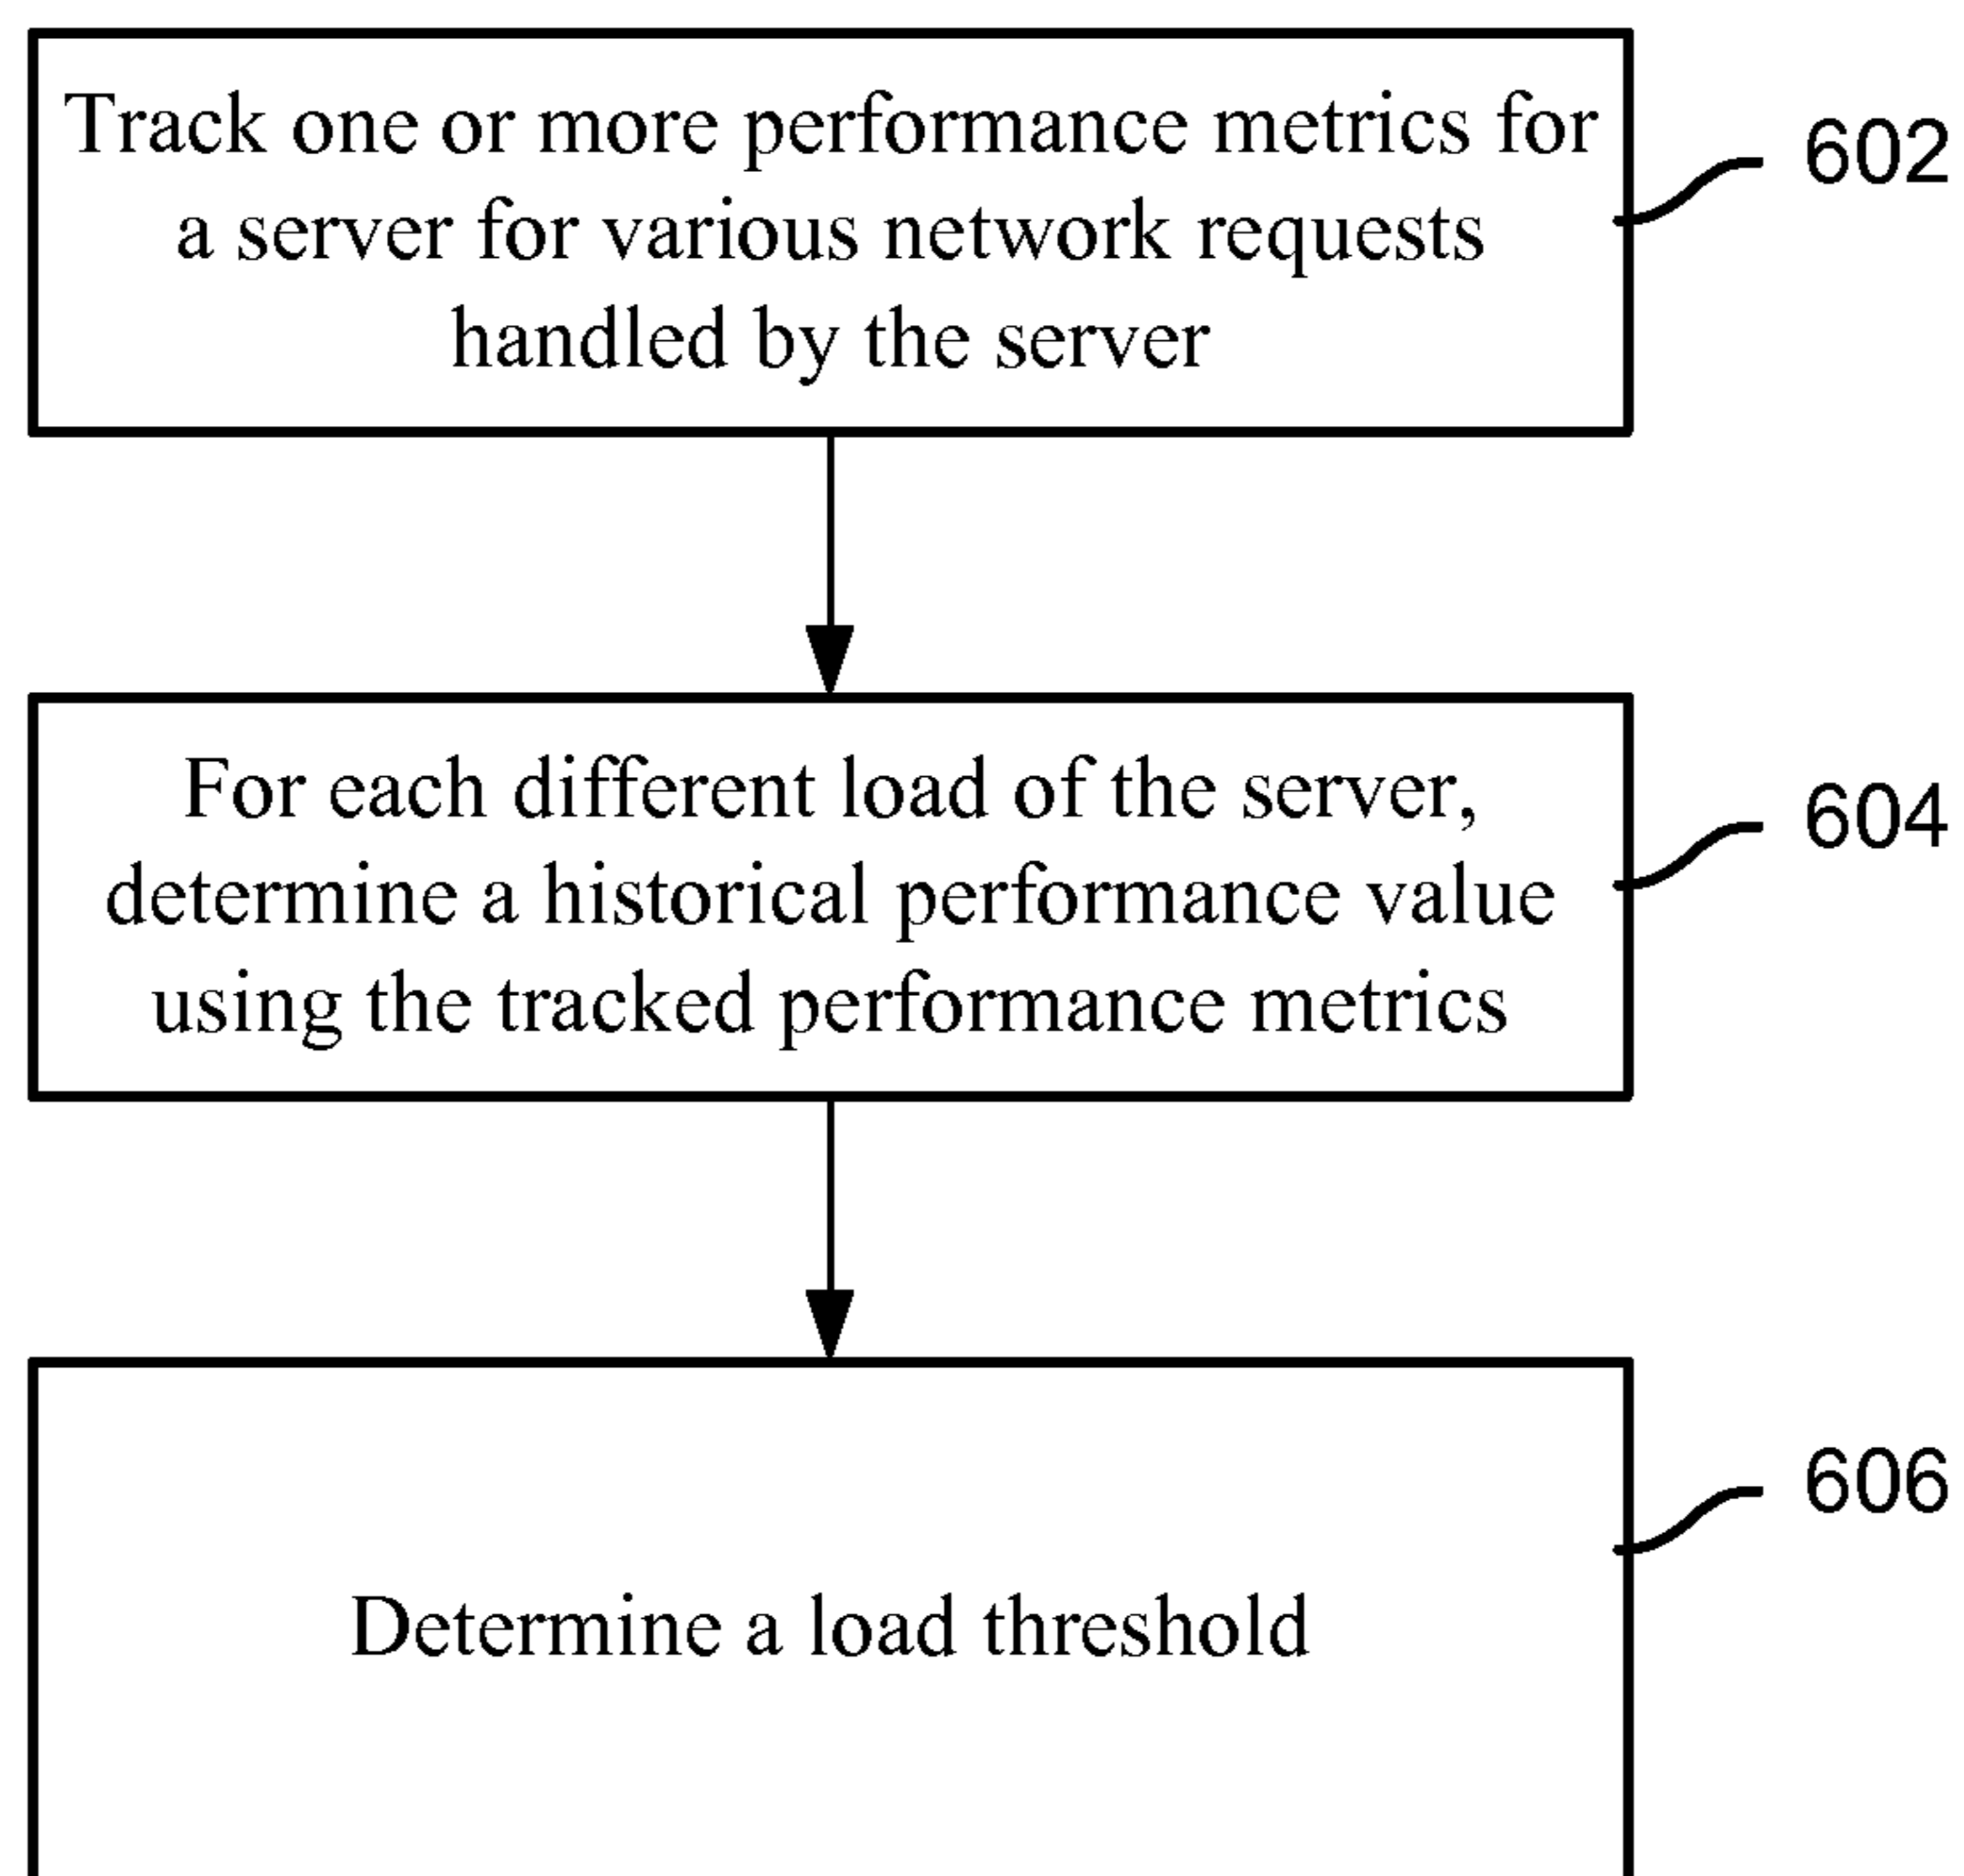 Track one or more performance metrics for
a server for various network requests
handled by the server
602
For each different load of the server,
determine a historical performance value
using the tracked performance metrics
604
Determine a load threshold
606